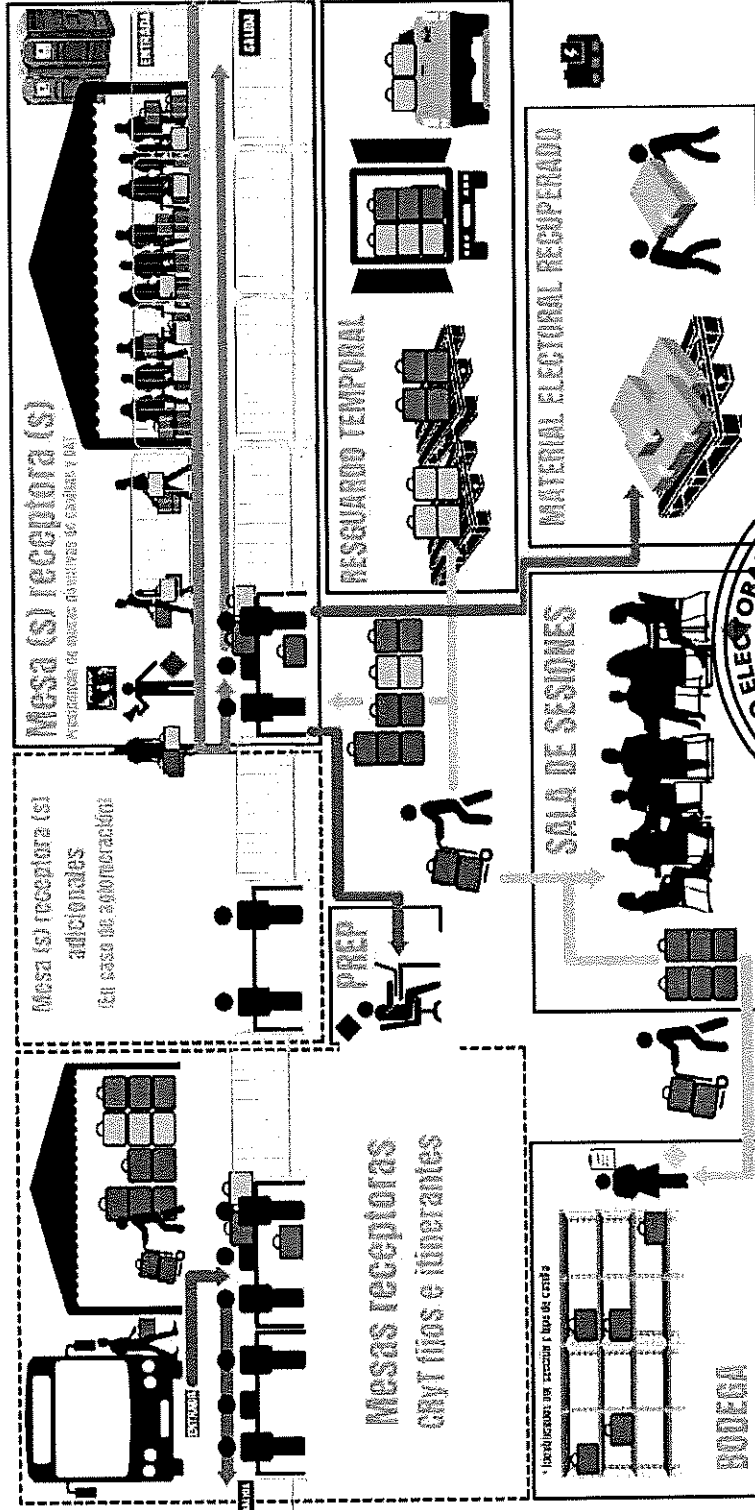 Mesa (s) receptora (s)
ENTRADA
SALIDA
Mesa (s) receptora (s)
adicionales
(En caso de aglomeración)
ENTRADA
Mesas receptoras
CRyT fijos e itinerantes
PREP
RESGUARDO TEMPORAL
MATERIAL ELECTORAL RECUPERADO
SALA DE SESIONES
BODEGA